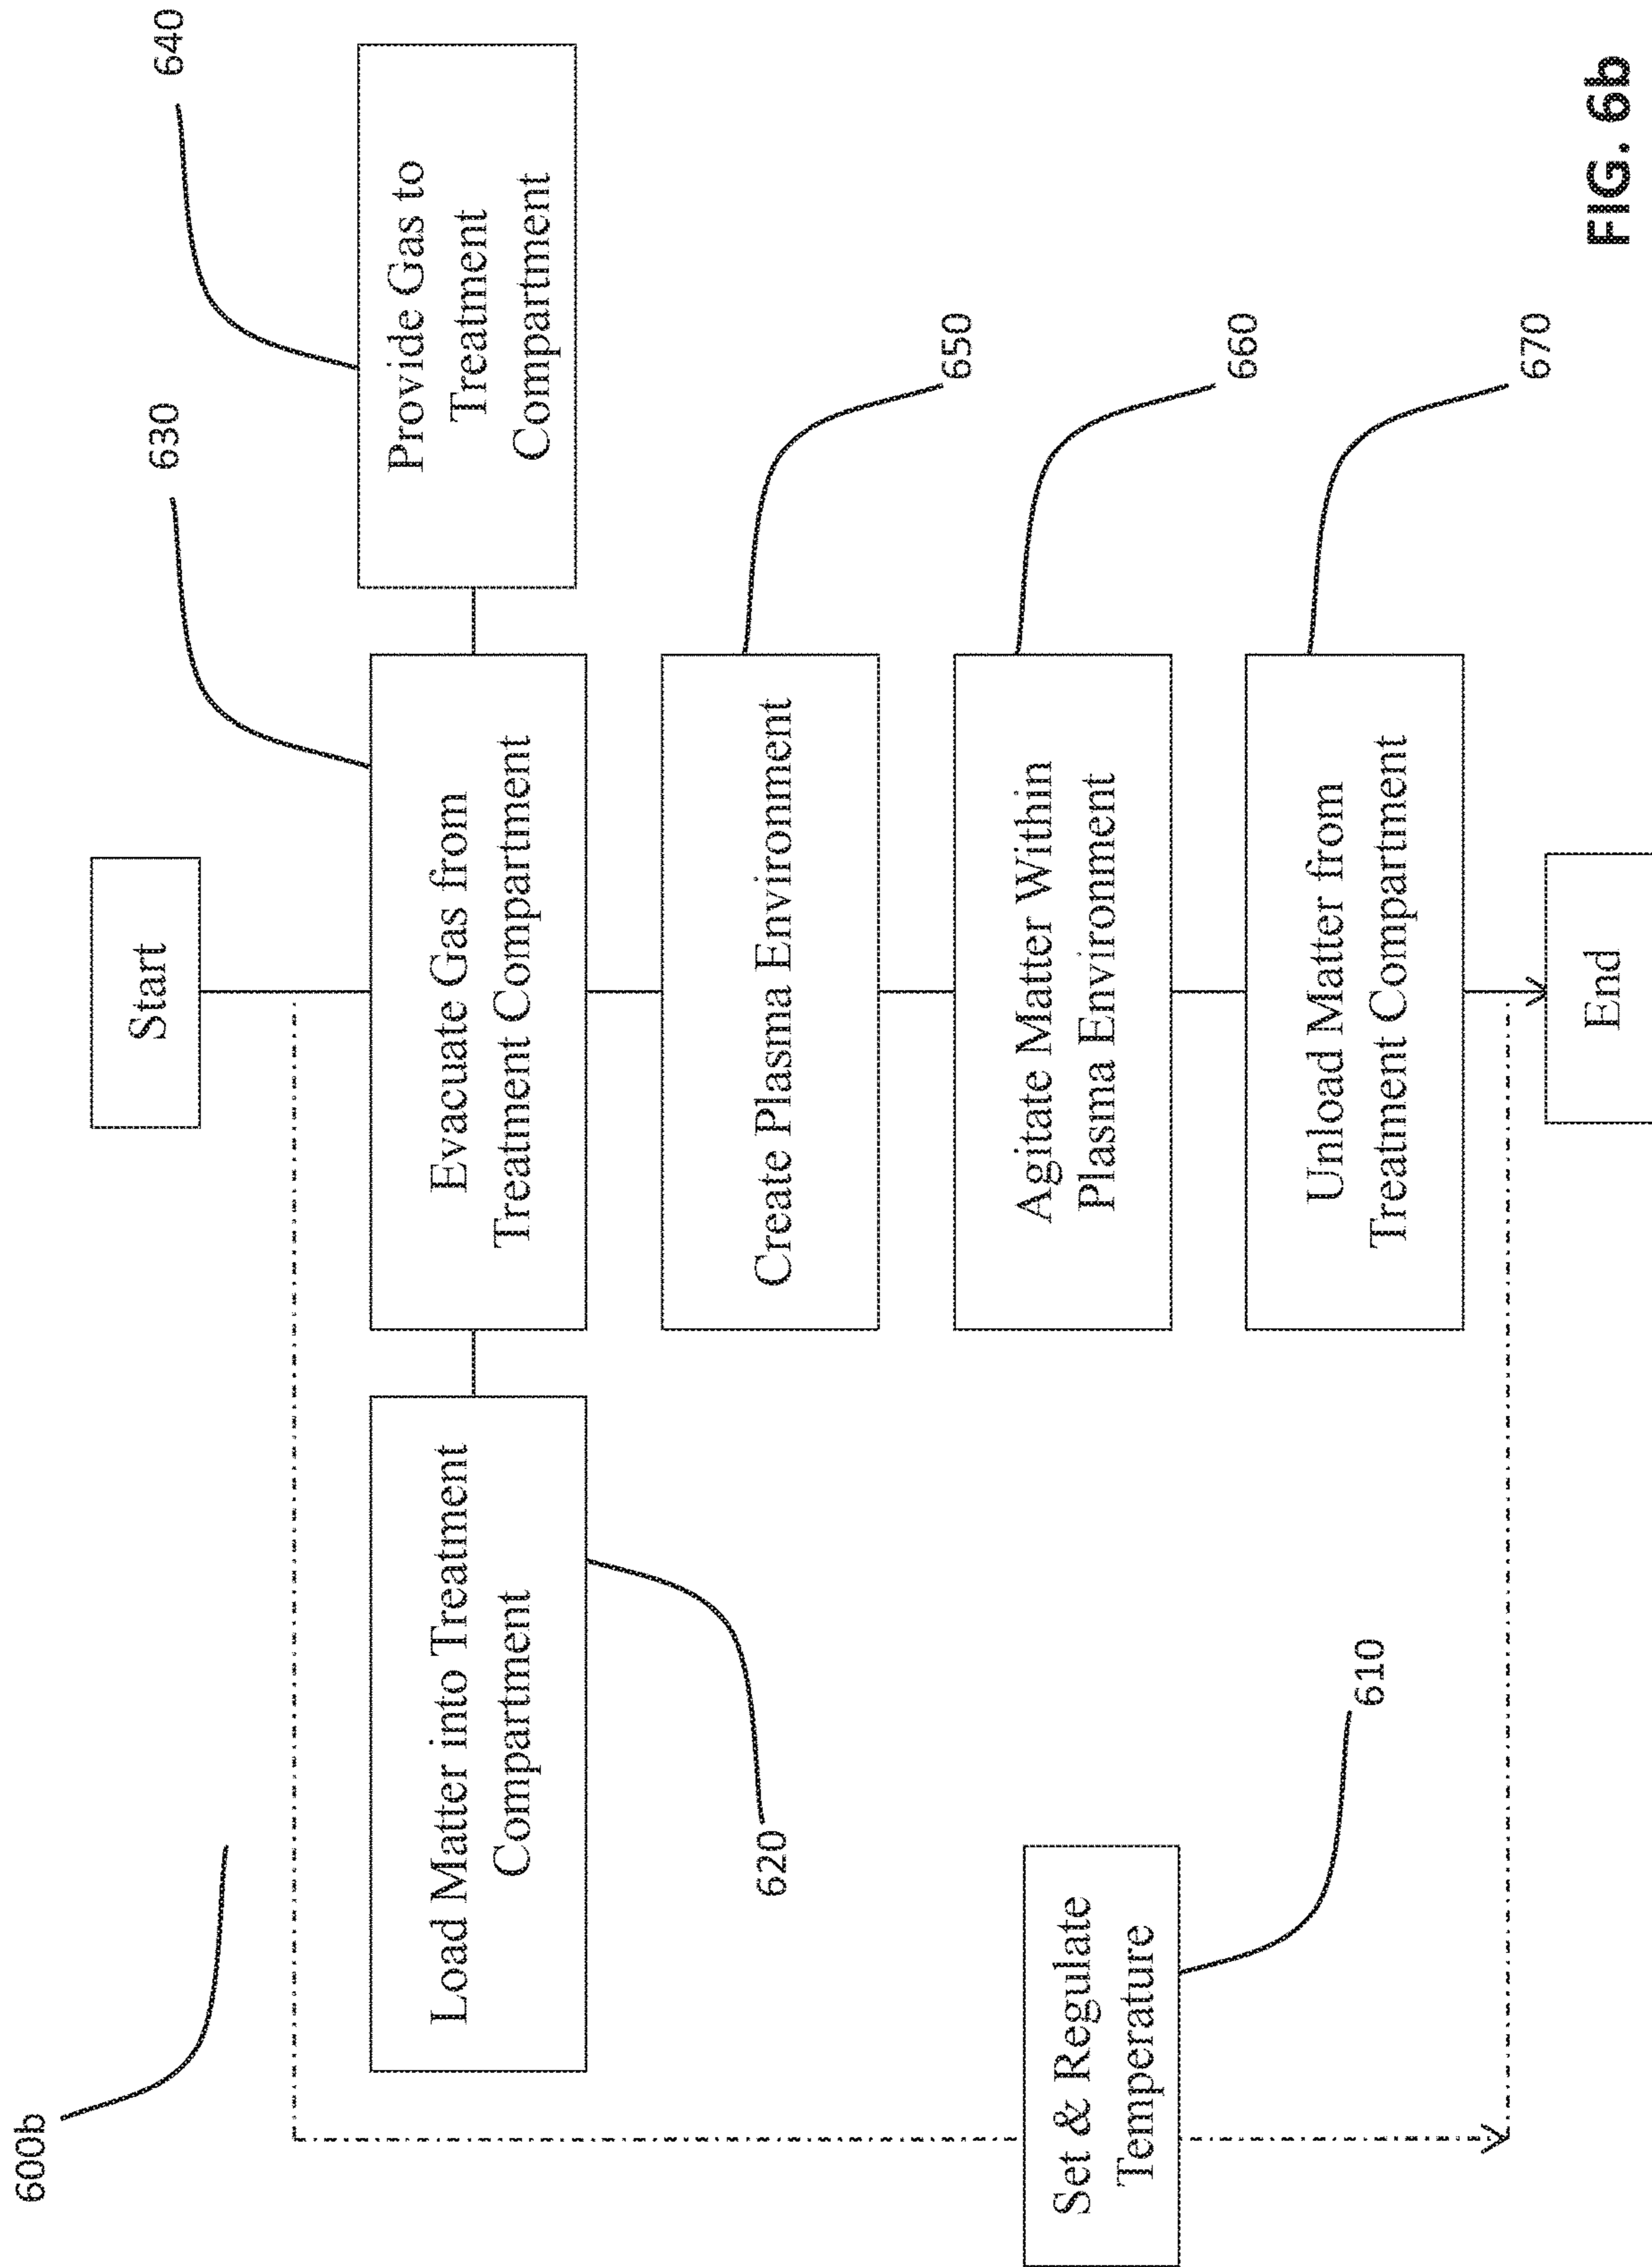 600b
Start
630
640
Load Matter into Treatment
Compartment
Evacuate Gas from
Treatment Compartment
Provide Gas to
Treatment
Compartment
620
Create Plasma Environment
650
Set & Regulate
Temperature
610
Agitate Matter Within
Plasma Environment
660
Unload Matter from
Treatment Compartment
670
End
FIG. 6b